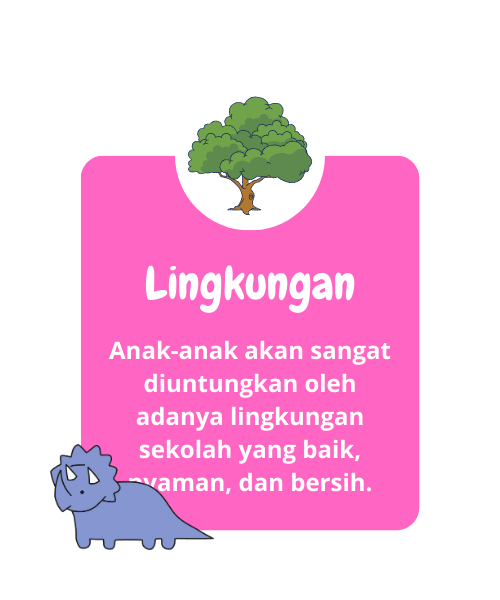 Lingkungan
Anak-anak akan sangat
diuntungkan oleh
adanya lingkungan
sekolah yang baik,
nyaman, dan bersih.